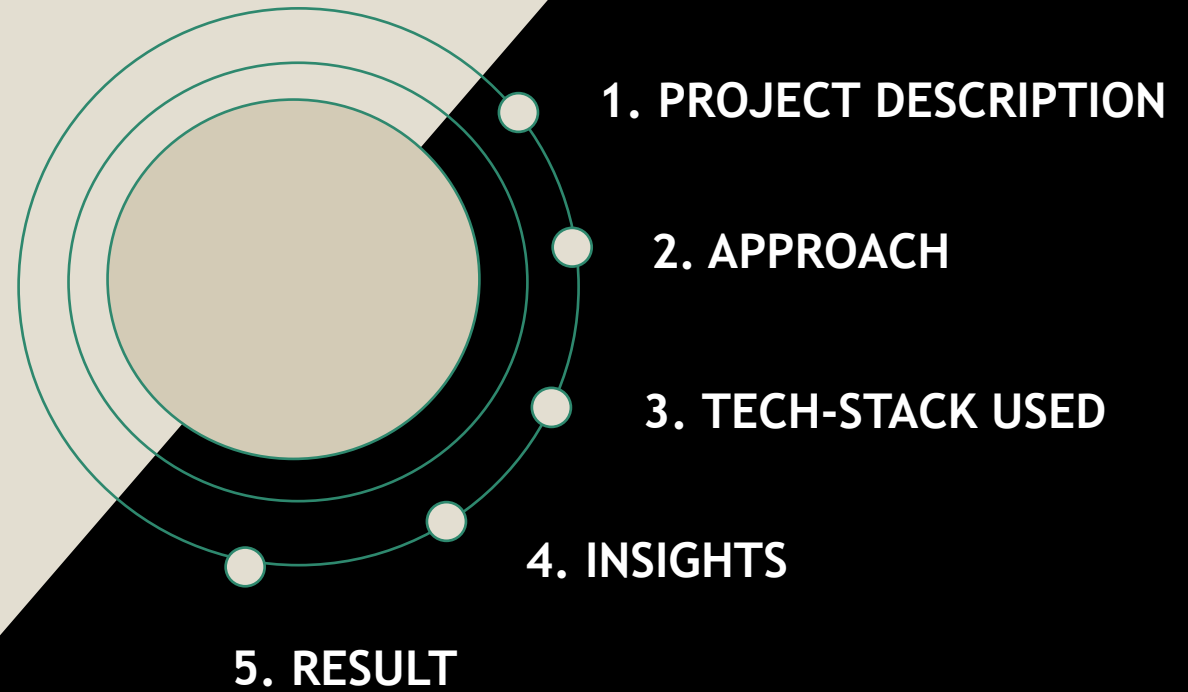 1. PROJECT DESCRIPTION
2. APPROACH
3. TECH-STACK USED
4. INSIGHTS
5. RESULT